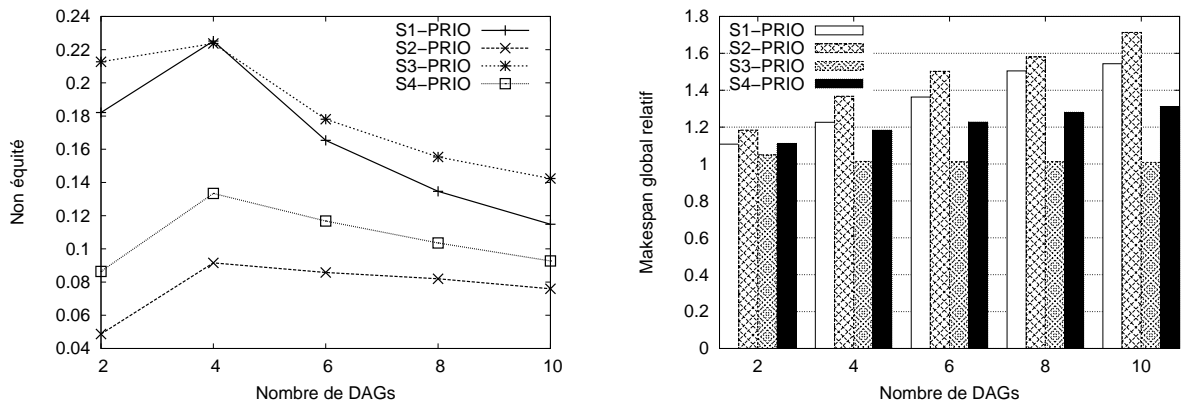 0.24
0.22
0.2
0.18
0.16
0.14
0.12
0.1
0.08
0.06
0.04
2
4
6
8
10
Non équité
Nombre de DAGs
S1−PRIO
S2−PRIO
S3−PRIO
S4−PRIO
1.8
1.6
1.4
1.2
1
0.8
0.6
0.4
0.2
0
2
4
6
8
10
Makespan global relatif
Nombre de DAGs
S1−PRIO
S2−PRIO
S3−PRIO
S4−PRIO